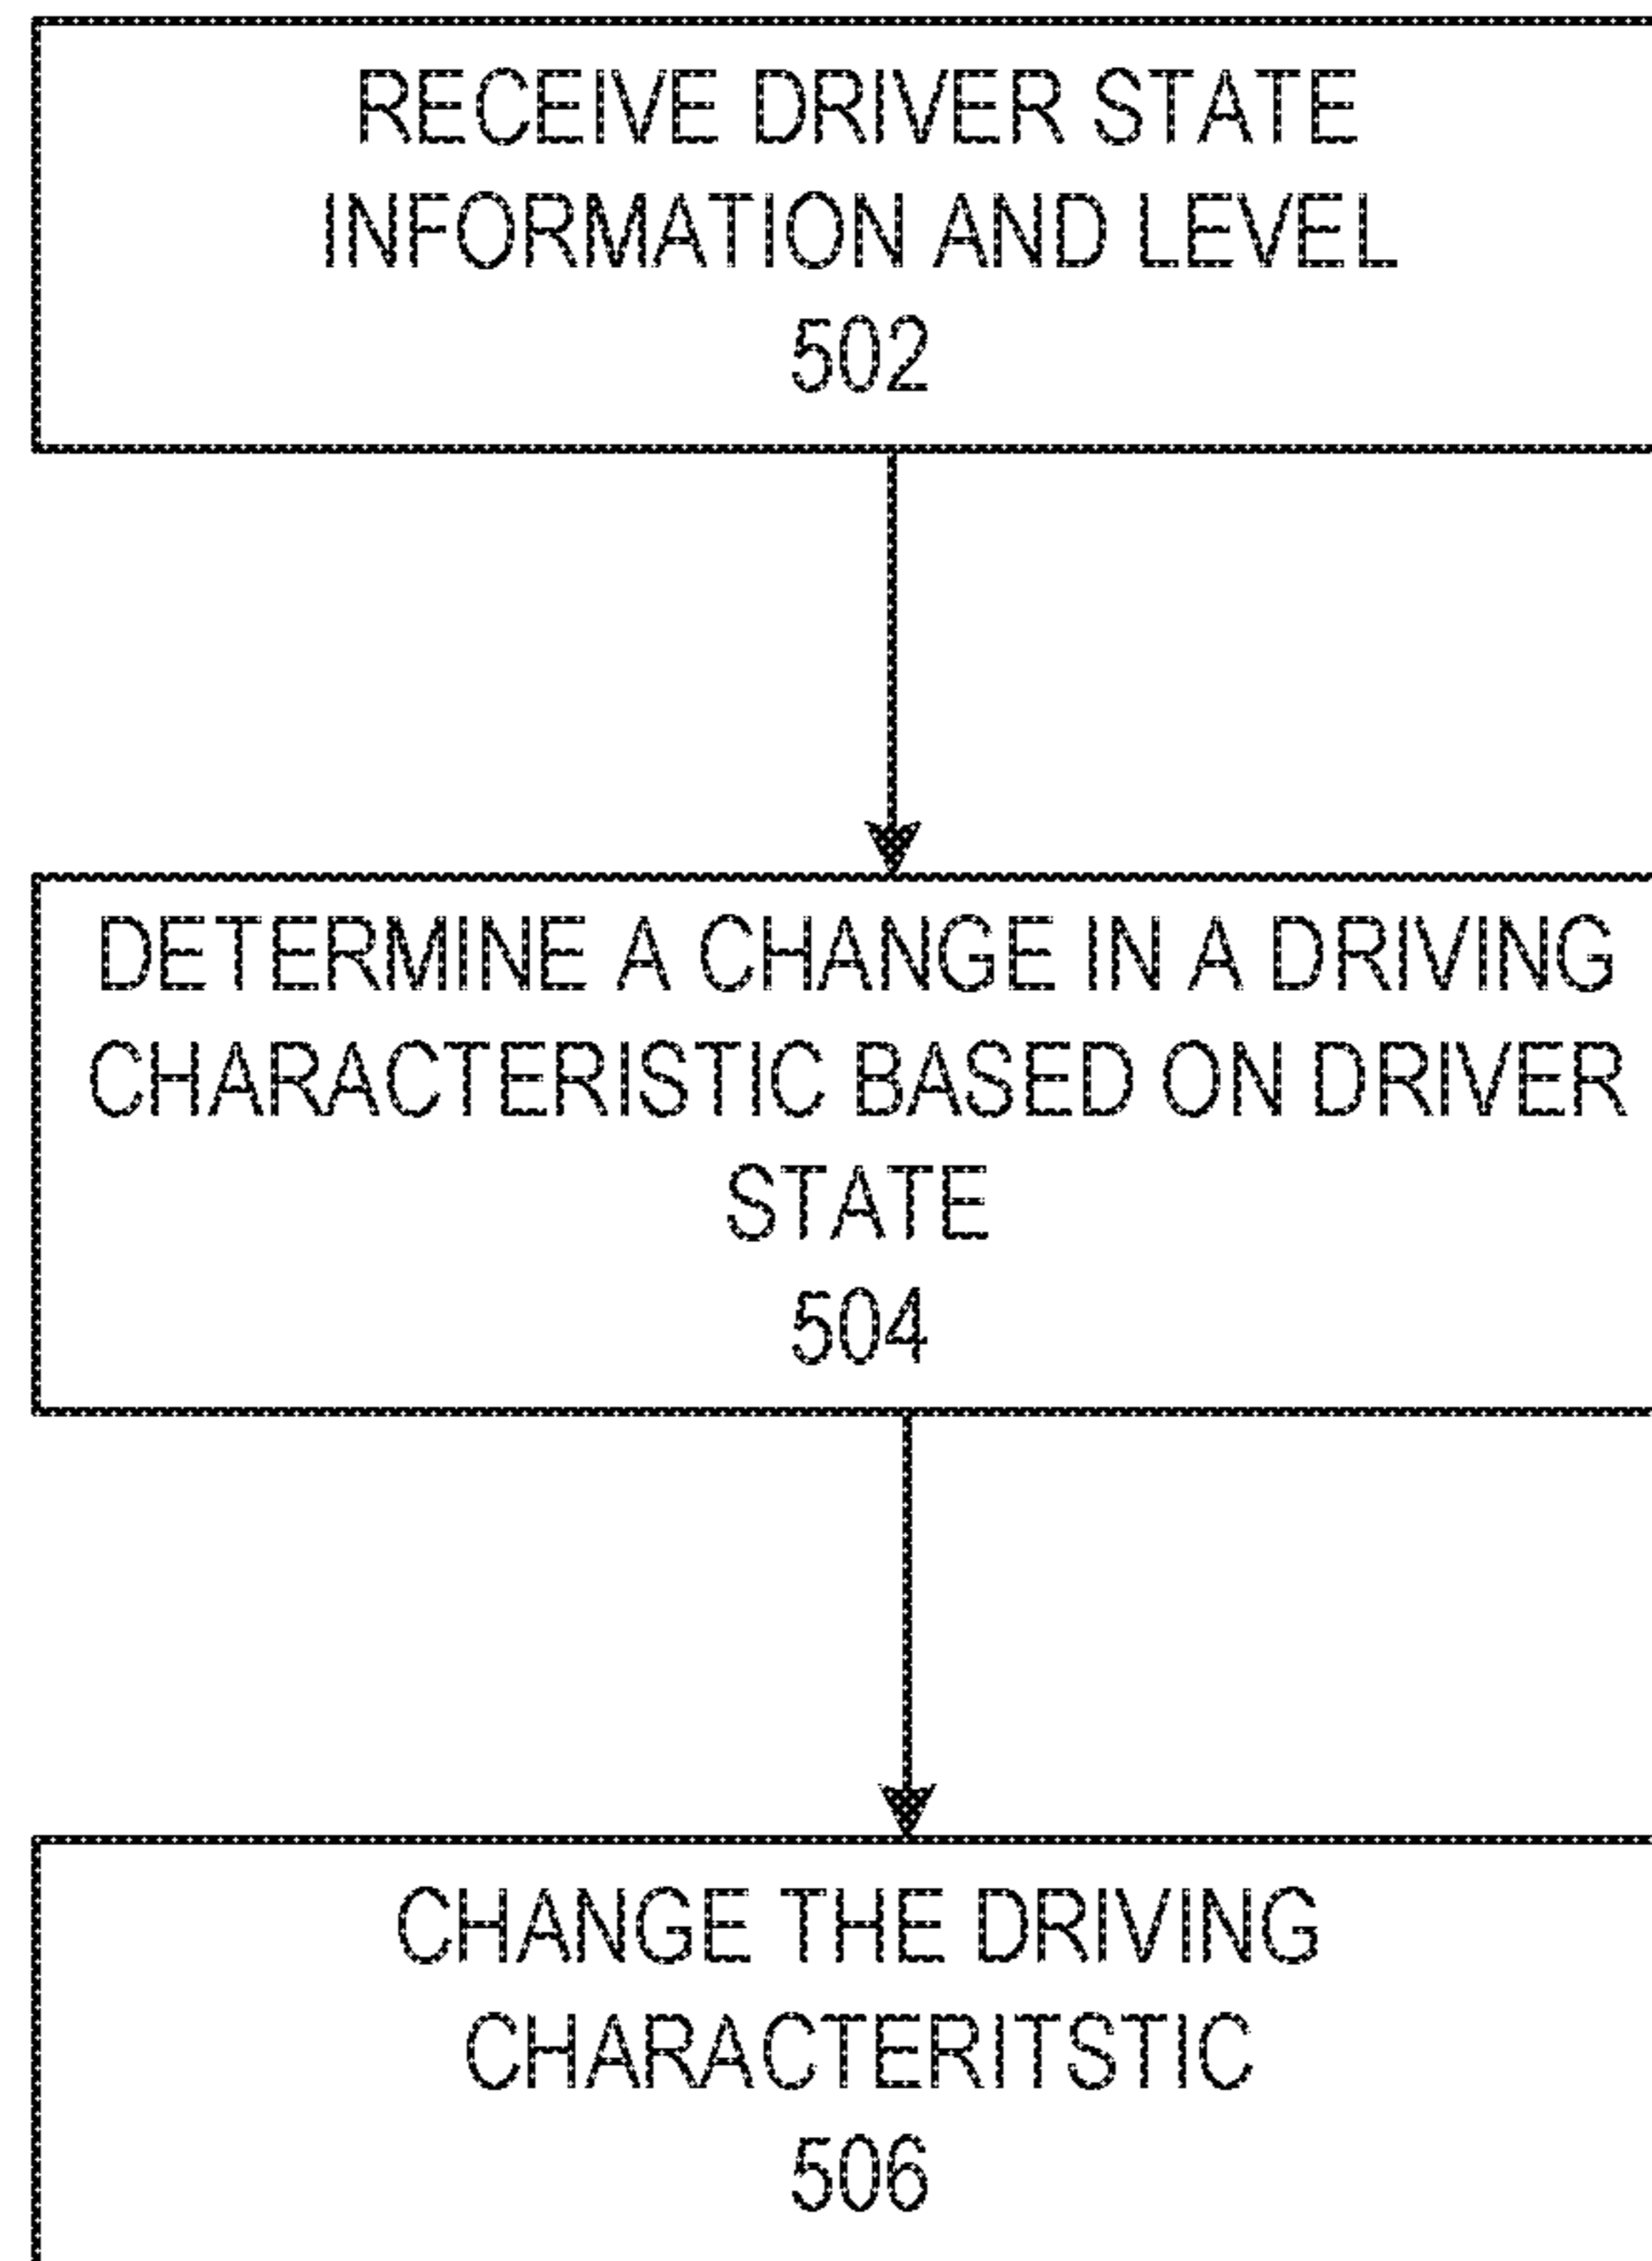 RECEIVE DRIVER STATE
INFORMATION AND LEVEL
502
DETERMINE A CHANGE IN A DRIVING
CHARACTERISTIC BASED ON DRIVER
STATE
504
CHANGE THE DRIVING
CHARACTERITSTIC
506